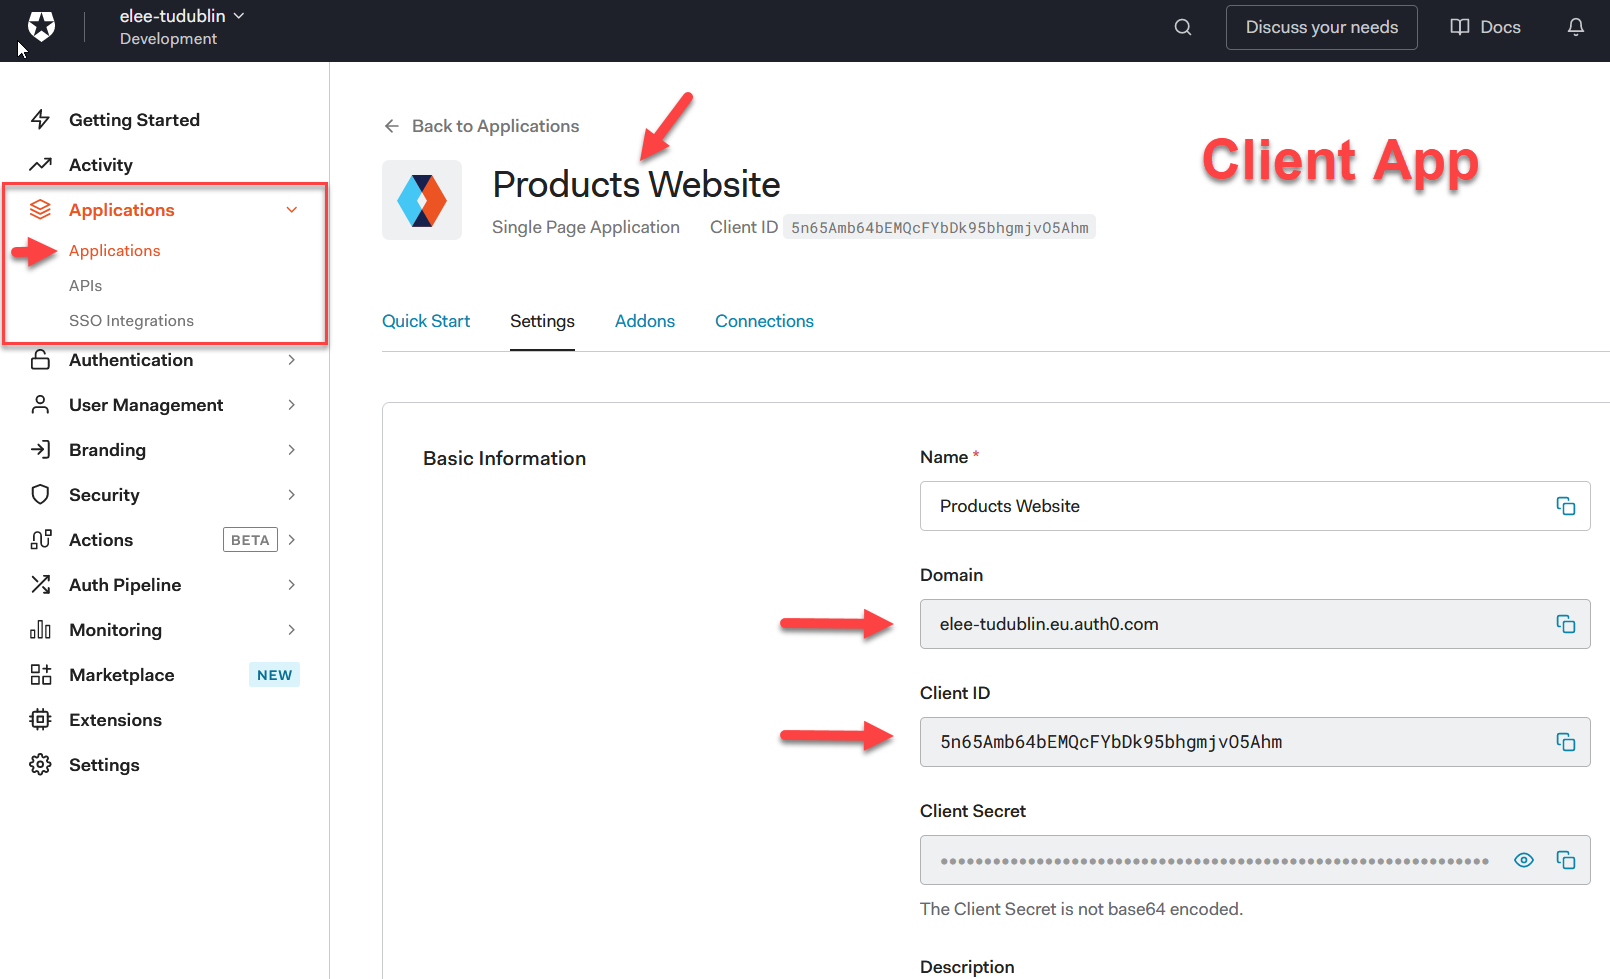 elee-tudublin
Development
Discuss your needs
Docs
Getting Started
Activity
Applications
Applications
APIs
SSO Integrations
Authentication
User Management
Branding
Security
Actions BETA
Auth Pipeline
Monitoring
Marketplace NEW
Extensions
Settings
Back to Applications
Client App
Products Website
Single Page Application Client ID 5n65Amb64bEMQcFYbDk95bhgmjvO5Ahm
Quick Start Settings Addons Connections
Basic Information
Name *
Products Website
Domain
elee-tudublin.eu.auth0.com
Client ID
5n65Amb64bEMQcFYbDk95bhgmjvO5Ahm
Client Secret
The Client Secret is not base64 encoded.
Description